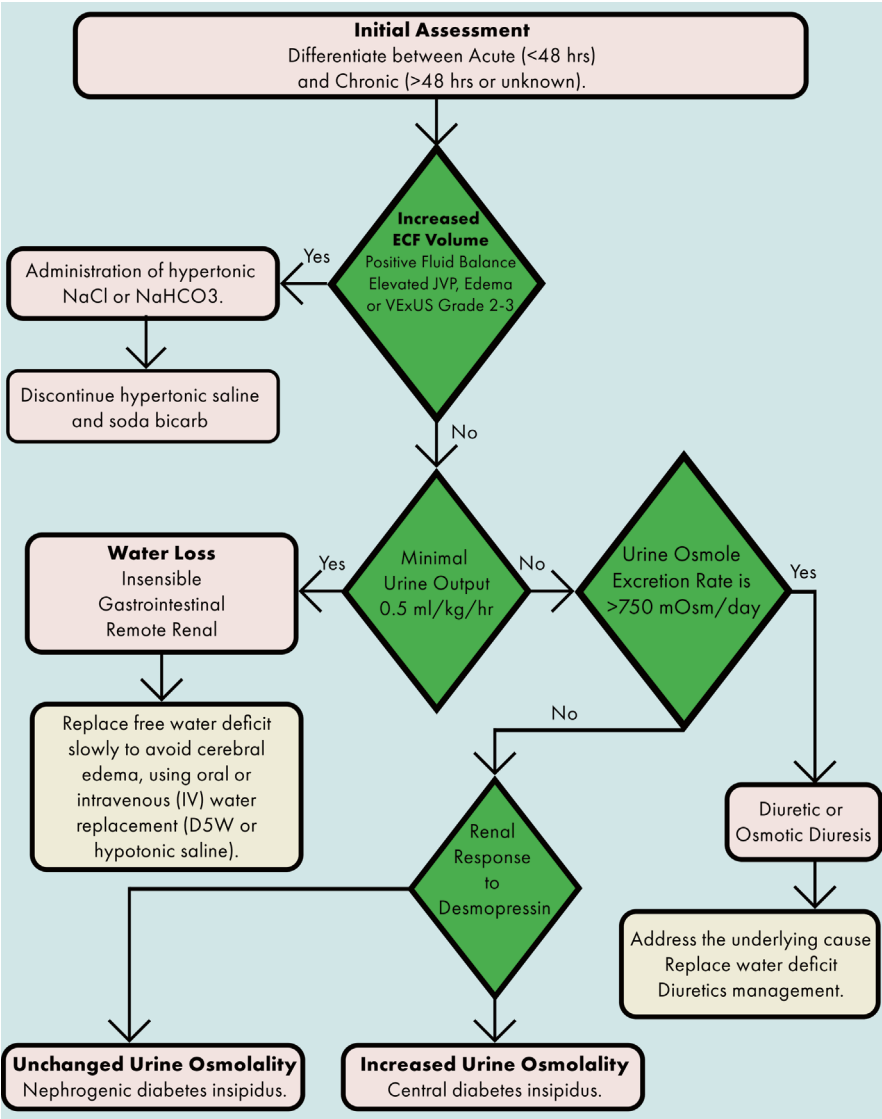 Initial Assessment
Differentiate between Acute (<48 hrs)
and Chronic (>48 hrs or unknown).
Increased
ECF Volume
Positive Fluid Balance
Elevated JVP, Edema
or VExUS Grade 2-3
Yes
Administration of hypertonic
NaCl or NaHCO3.
Discontinue hypertonic saline
and soda bicarb
No
Minimal
Urine Output
0.5 ml/kg/hr
Yes
Water Loss
Insensible
Gastrointestinal
Remote Renal
Replace free water deficit
slowly to avoid cerebral
edema, using oral or
intravenous (IV) water
replacement (D5W or
hypotonic saline).
No
Urine Osmole
Excretion Rate is
>750 mOsm/day
Yes
Diuretic or
Osmotic Diuresis
Address the underlying cause
Replace water deficit
Diuretics management.
No
Renal
Response
to
Desmopressin
Unchanged Urine Osmolality
Nephrogenic diabetes insipidus.
Increased Urine Osmolality
Central diabetes insipidus.